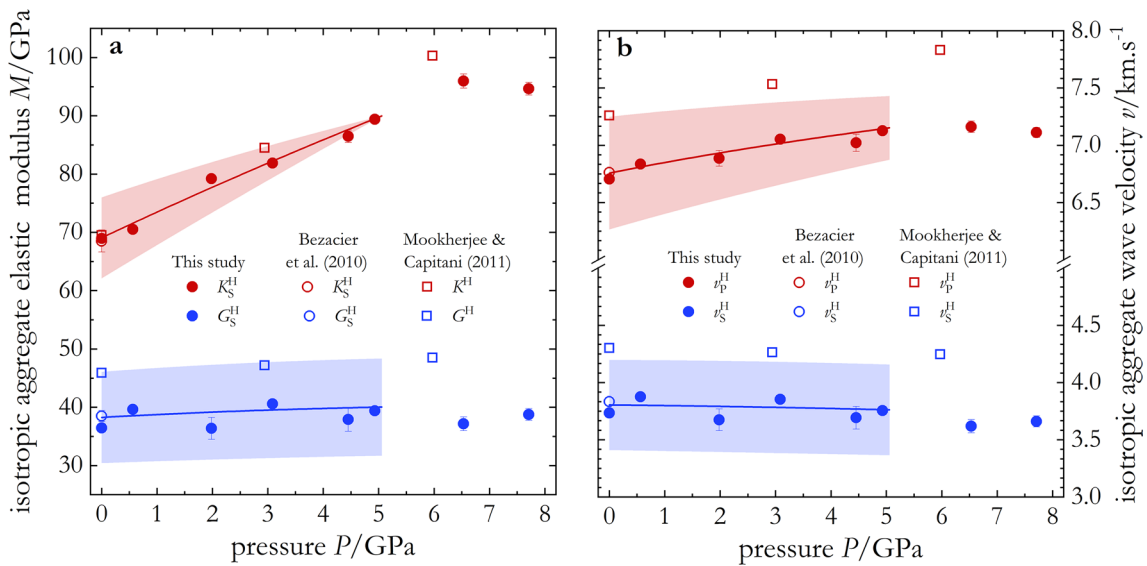 a
isotropic aggregate elastic modulus M/GPa
100
90
80
70
60
50
40
30
This study
Bezacier
et al. (2010)
Mookherjee &
Capitani (2011)
K_S^H K_S^H K^H
G_S^H G_S^H G^H
0 1 2 3 4 5 6 7 8
pressure P/GPa
b
isotropic aggregate wave velocity v/km.s⁻¹
8.0
7.5
7.0
6.5
4.5
4.0
3.5
3.0
This study
Bezacier
et al. (2010)
Mookherjee &
Capitani (2011)
v_P^H v_P^H v_P^H
v_S^H v_S^H v_S^H
0 1 2 3 4 5 6 7 8
pressure P/GPa